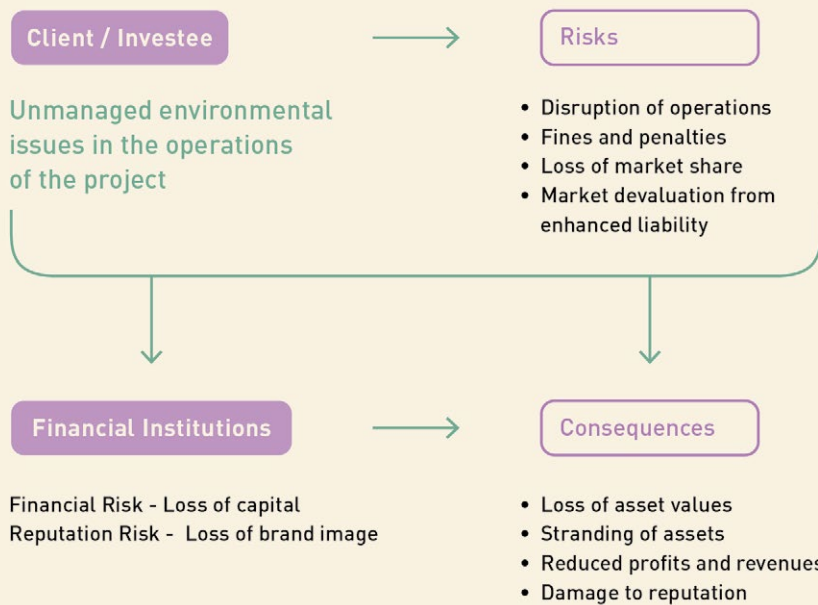 Client / Investee
Risks
Unmanaged environmental
issues in the operations
of the project
• Disruption of operations
• Fines and penalties
• Loss of market share
• Market devaluation from
enhanced liability
Financial Institutions
Consequences
Financial Risk - Loss of capital
Reputation Risk - Loss of brand image
• Loss of asset values
• Stranding of assets
• Reduced profits and revenues
• Damage to reputation